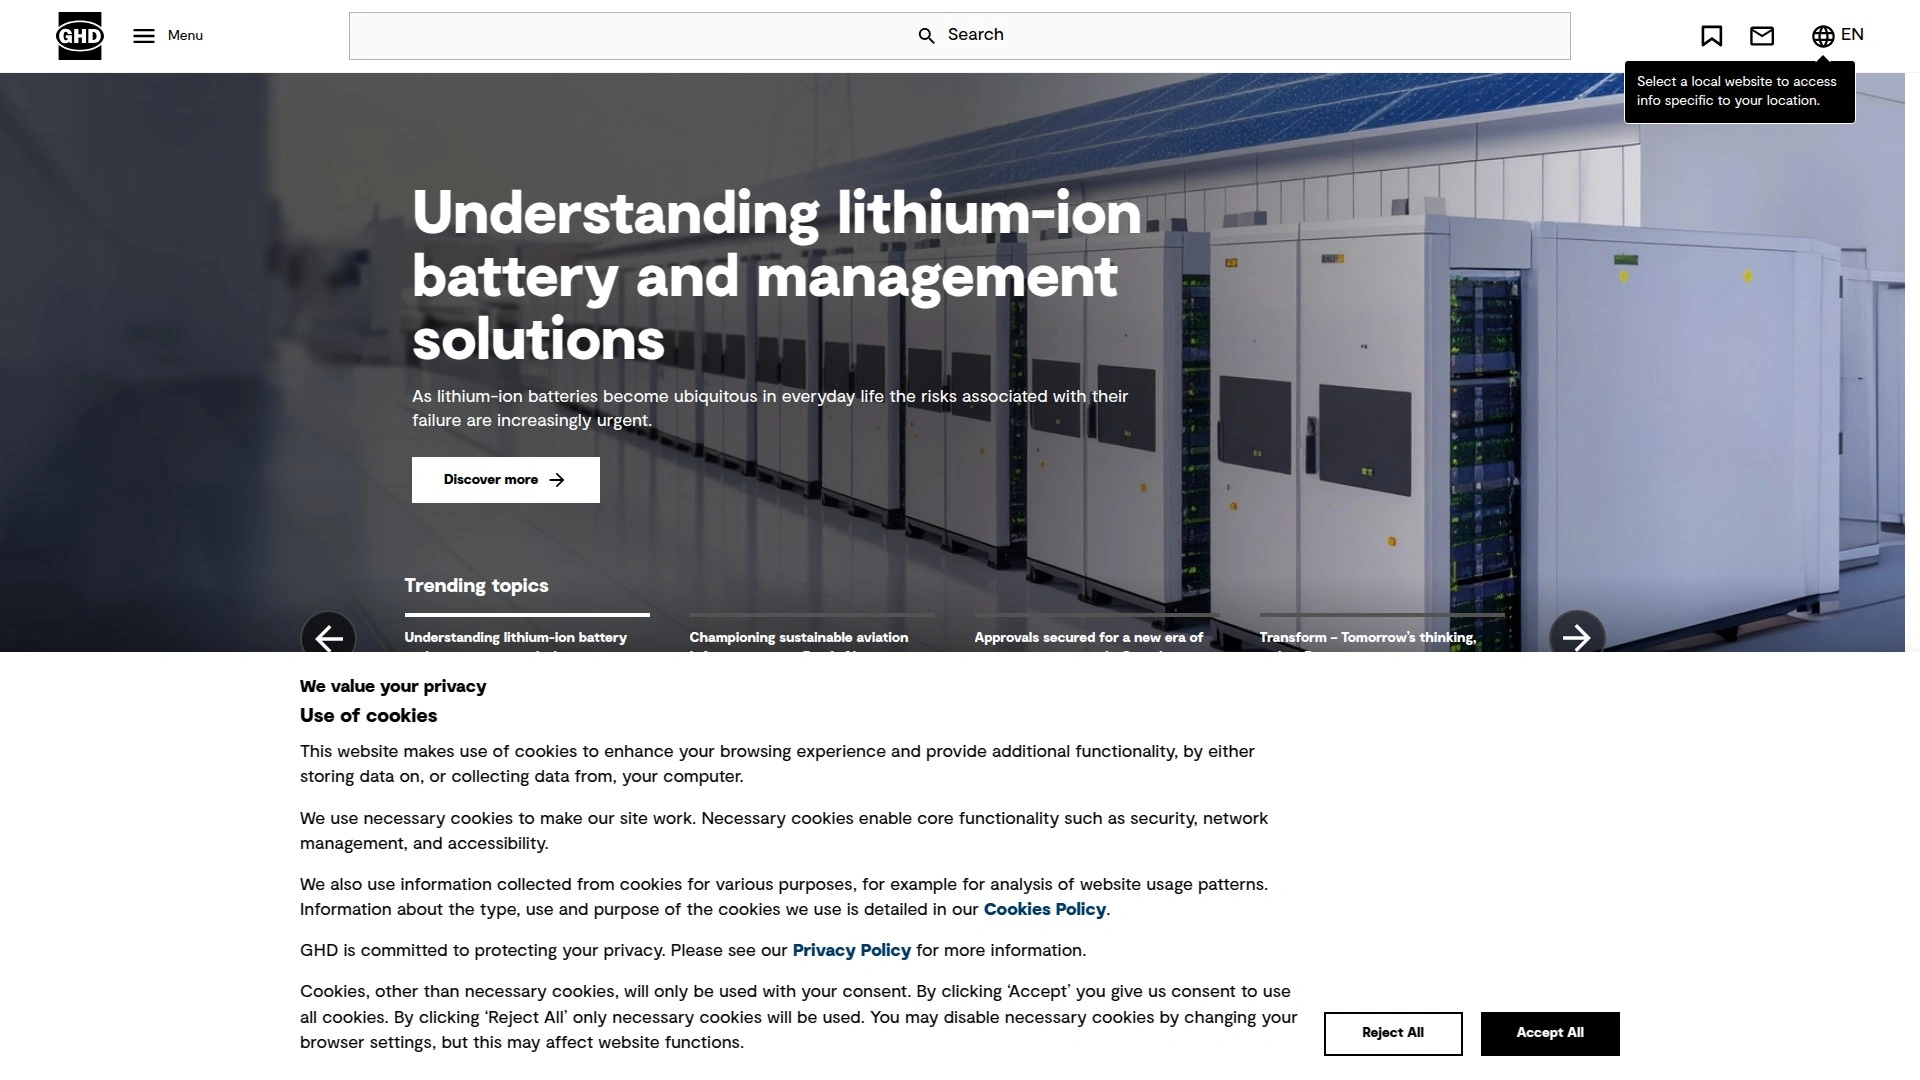 GHD
Menu
Search
EN
Select a local website to access
info specific to your location.
Understanding lithium-ion
battery and management
solutions
As lithium-ion batteries become ubiquitous in everyday life the risks associated with their
failure are increasingly urgent.
Discover more
Trending topics
Understanding lithium-ion battery
Championing sustainable aviation
Approvals secured for a new era of
Transform – Tomorrow's thinking,
We value your privacy
Use of cookies
This website makes use of cookies to enhance your browsing experience and provide additional functionality, by either
storing data on, or collecting data from, your computer.
We use necessary cookies to make our site work. Necessary cookies enable core functionality such as security, network
management, and accessibility.
We also use information collected from cookies for various purposes, for example for analysis of website usage patterns.
Information about the type, use and purpose of the cookies we use is detailed in our Cookies Policy.
GHD is committed to protecting your privacy. Please see our Privacy Policy for more information.
Cookies, other than necessary cookies, will only be used with your consent. By clicking ‘Accept’ you give us consent to use
all cookies. By clicking ‘Reject All’ only necessary cookies will be used. You may disable necessary cookies by changing your
browser settings, but this may affect website functions.
Reject All
Accept All